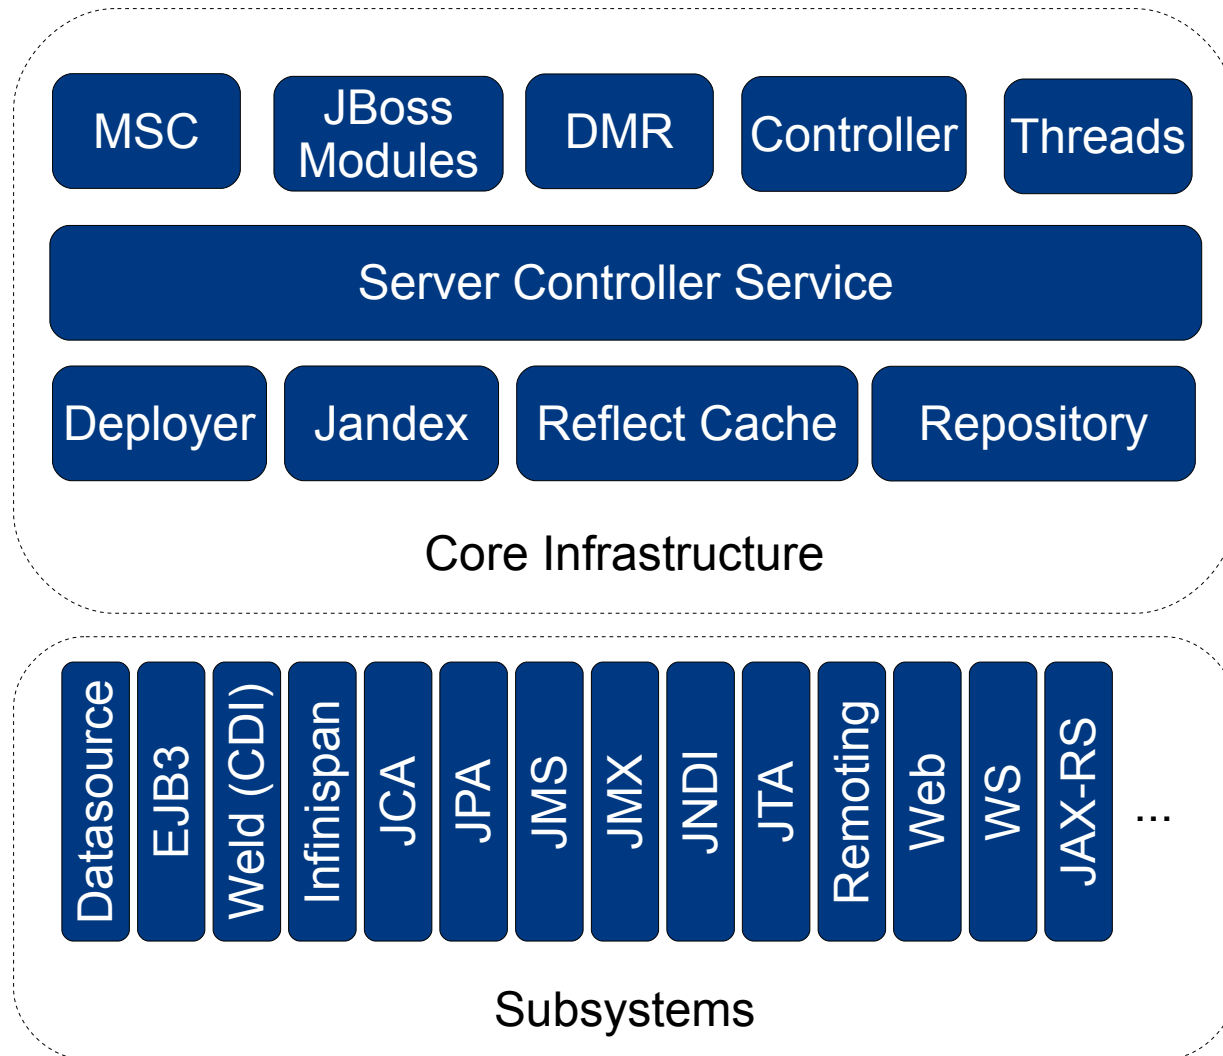 MSC
JBoss
Modules
DMR
Controller
Threads
Server Controller Service
Deployer
Jandex
Reflect Cache
Repository
Core Infrastructure
Datasource
EJB3
Weld (CDI)
Infinispan
JCA
JPA
JMS
JMX
JNDI
JTA
Remoting
Web
WS
JAX-RS
...
Subsystems